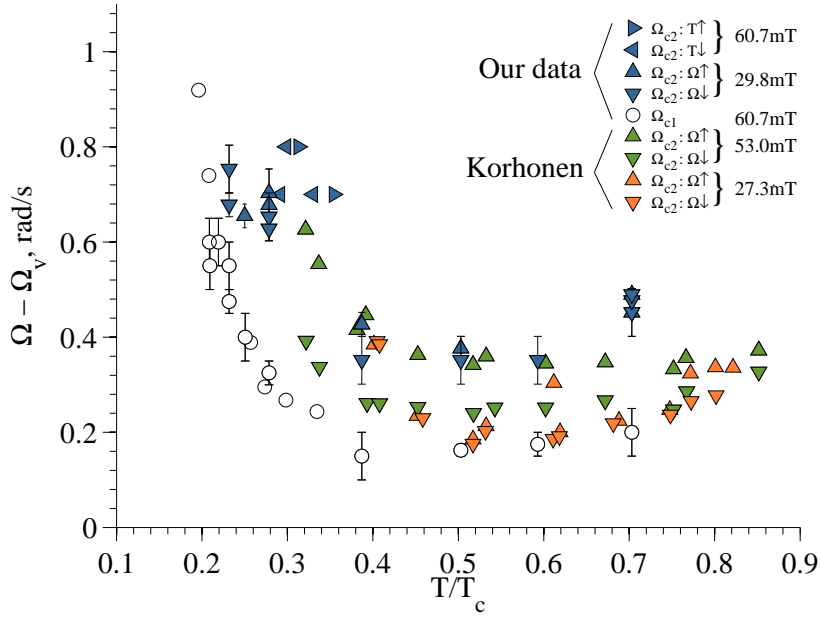 Ω − Ωv, rad/s
1
0.8
0.6
0.4
0.2
0
0.1 0.2 0.3 0.4 0.5 0.6 0.7 0.8 0.9
T/Tc
Our data
Ωc2: T↑
Ωc2: T↓
} 60.7mT
Ωc2: Ω↑
Ωc2: Ω↓
} 29.8mT
Ωc1 60.7mT
Korhonen
Ωc2: Ω↑
Ωc2: Ω↓
} 53.0mT
Ωc2: Ω↑
Ωc2: Ω↓
} 27.3mT